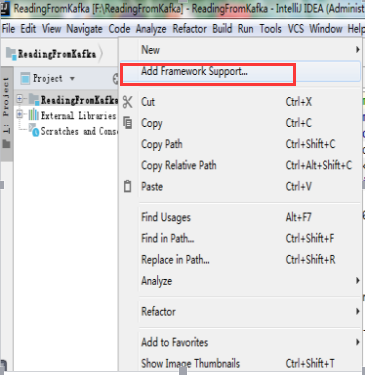 ReadingFromKafka [F:\ReadingFromKafka] - ReadingFromKafka - IntelliJ IDEA (Administ
File Edit View Navigate Code Analyze Refactor Build Run Tools VCS Window Help
ReadingFromKafka
1: Project
Project
ReadingFromKafka
External Libraries
Scratches and Conso
New
Add Framework Support...
Cut Ctrl+X
Copy Ctrl+C
Copy Path Ctrl+Shift+C
Copy Relative Path Ctrl+Alt+Shift+C
Paste Ctrl+V
Find Usages Alt+F7
Find in Path... Ctrl+Shift+F
Replace in Path... Ctrl+Shift+R
Analyze
Refactor
Add to Favorites
Show Image Thumbnails Ctrl+Shift+T